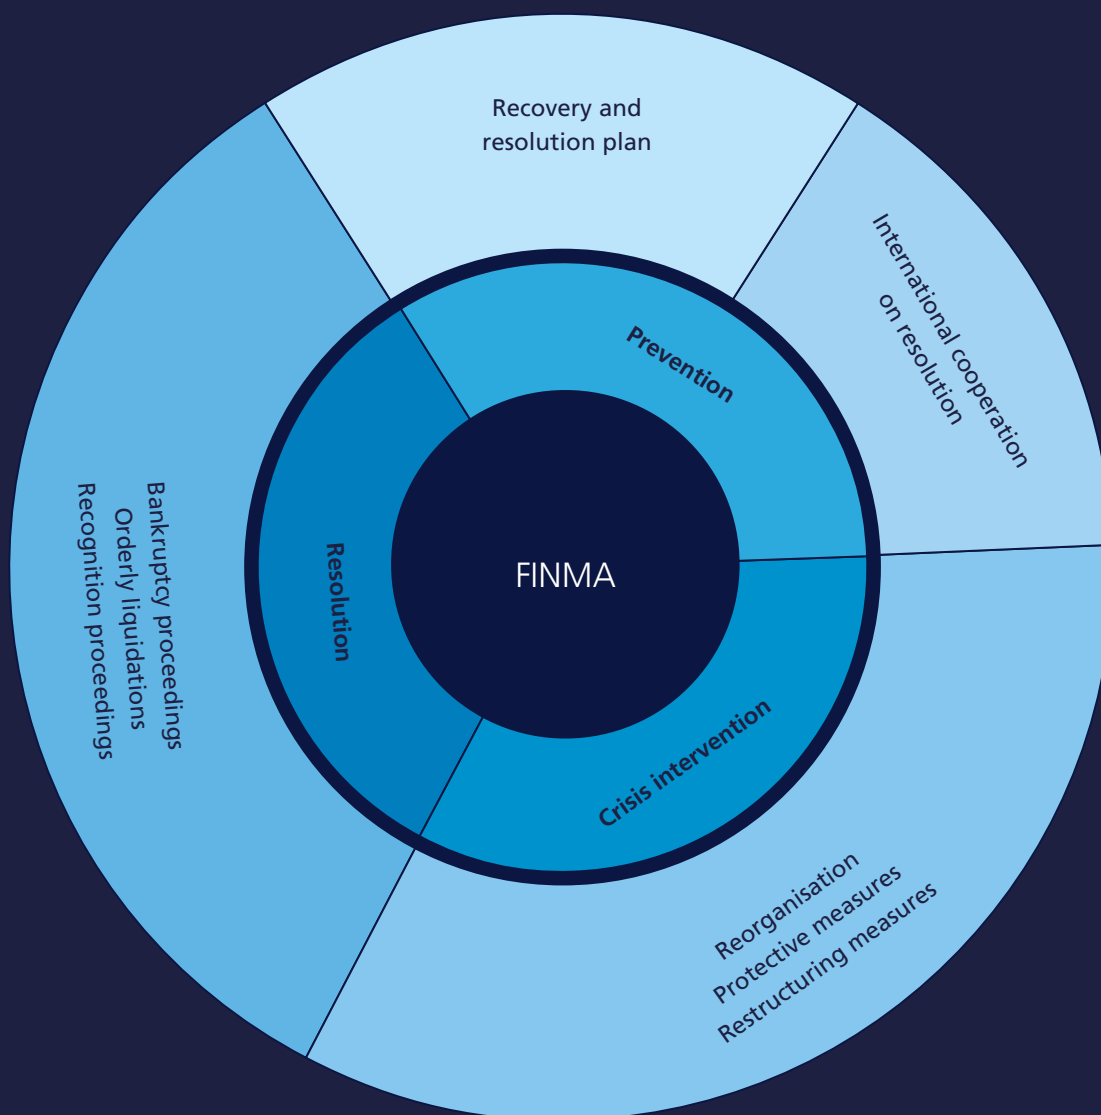 Recovery and
resolution plan
International cooperation
on resolution
Prevention
FINMA
Resolution
Bankruptcy proceedings
Orderly liquidations
Recognition proceedings
Crisis intervention
Reorganisation
Protective measures
Restructuring measures